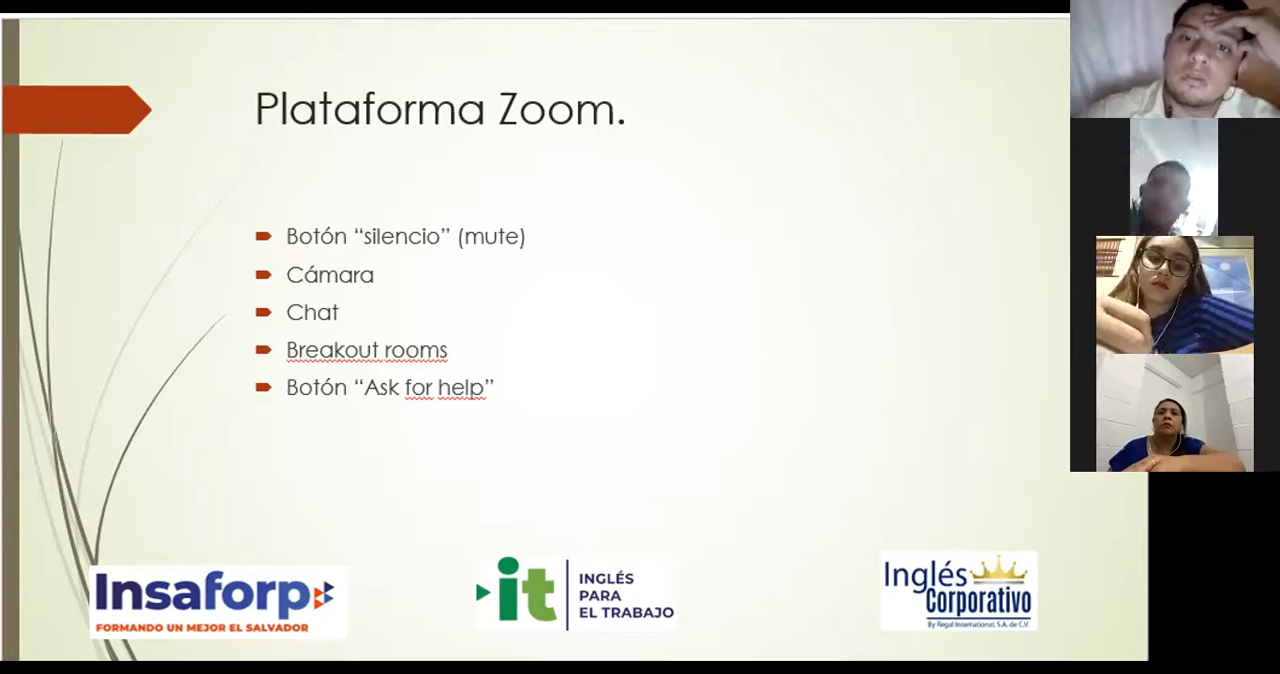 Plataforma Zoom.
Botón “silencio” (mute)
Cámara
Chat
Breakout rooms
Botón “Ask for help”
Insaforp
FORMANDO UN MEJOR EL SALVADOR
it
INGLÉS
PARA
EL TRABAJO
Inglés
Corporativo
By Regal International, S.A. de C.V.